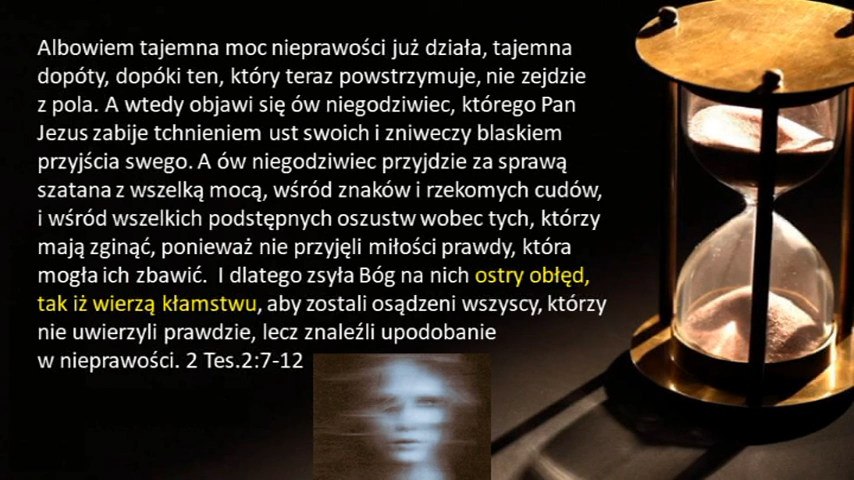 Albowiem tajemna moc nieprawości już działa, tajemna
dopóty, dopóki ten, który teraz powstrzymuje, nie zejdzie
z pola. A wtedy objawi się ów niegodziwiec, którego Pan
Jezus zabije tchnieniem ust swoich i zniweczy blaskiem
przyjścia swego. A ów niegodziwiec przyjdzie za sprawą
szatana z wszelką mocą, wśród znaków i rzekomych cudów,
i wśród wszelkich podstępnych oszustw wobec tych, którzy
mają zginąć, ponieważ nie przyjęli miłości prawdy, która
mogła ich zbawić. I dlatego zsyła Bóg na nich ostry obłęd,
tak iż wierzą kłamstwu, aby zostali osądzeni wszyscy, którzy
nie uwierzyli prawdzie, lecz znaleźli upodobanie
w nieprawości. 2 Tes.2:7-12